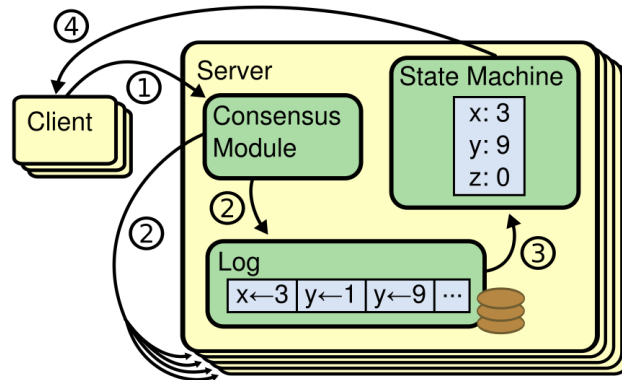 ④
Server
State Machine
①
Client
Consensus
Module
x: 3
y: 9
z: 0
②
②
③
Log
x←3 y←1 y←9 ...